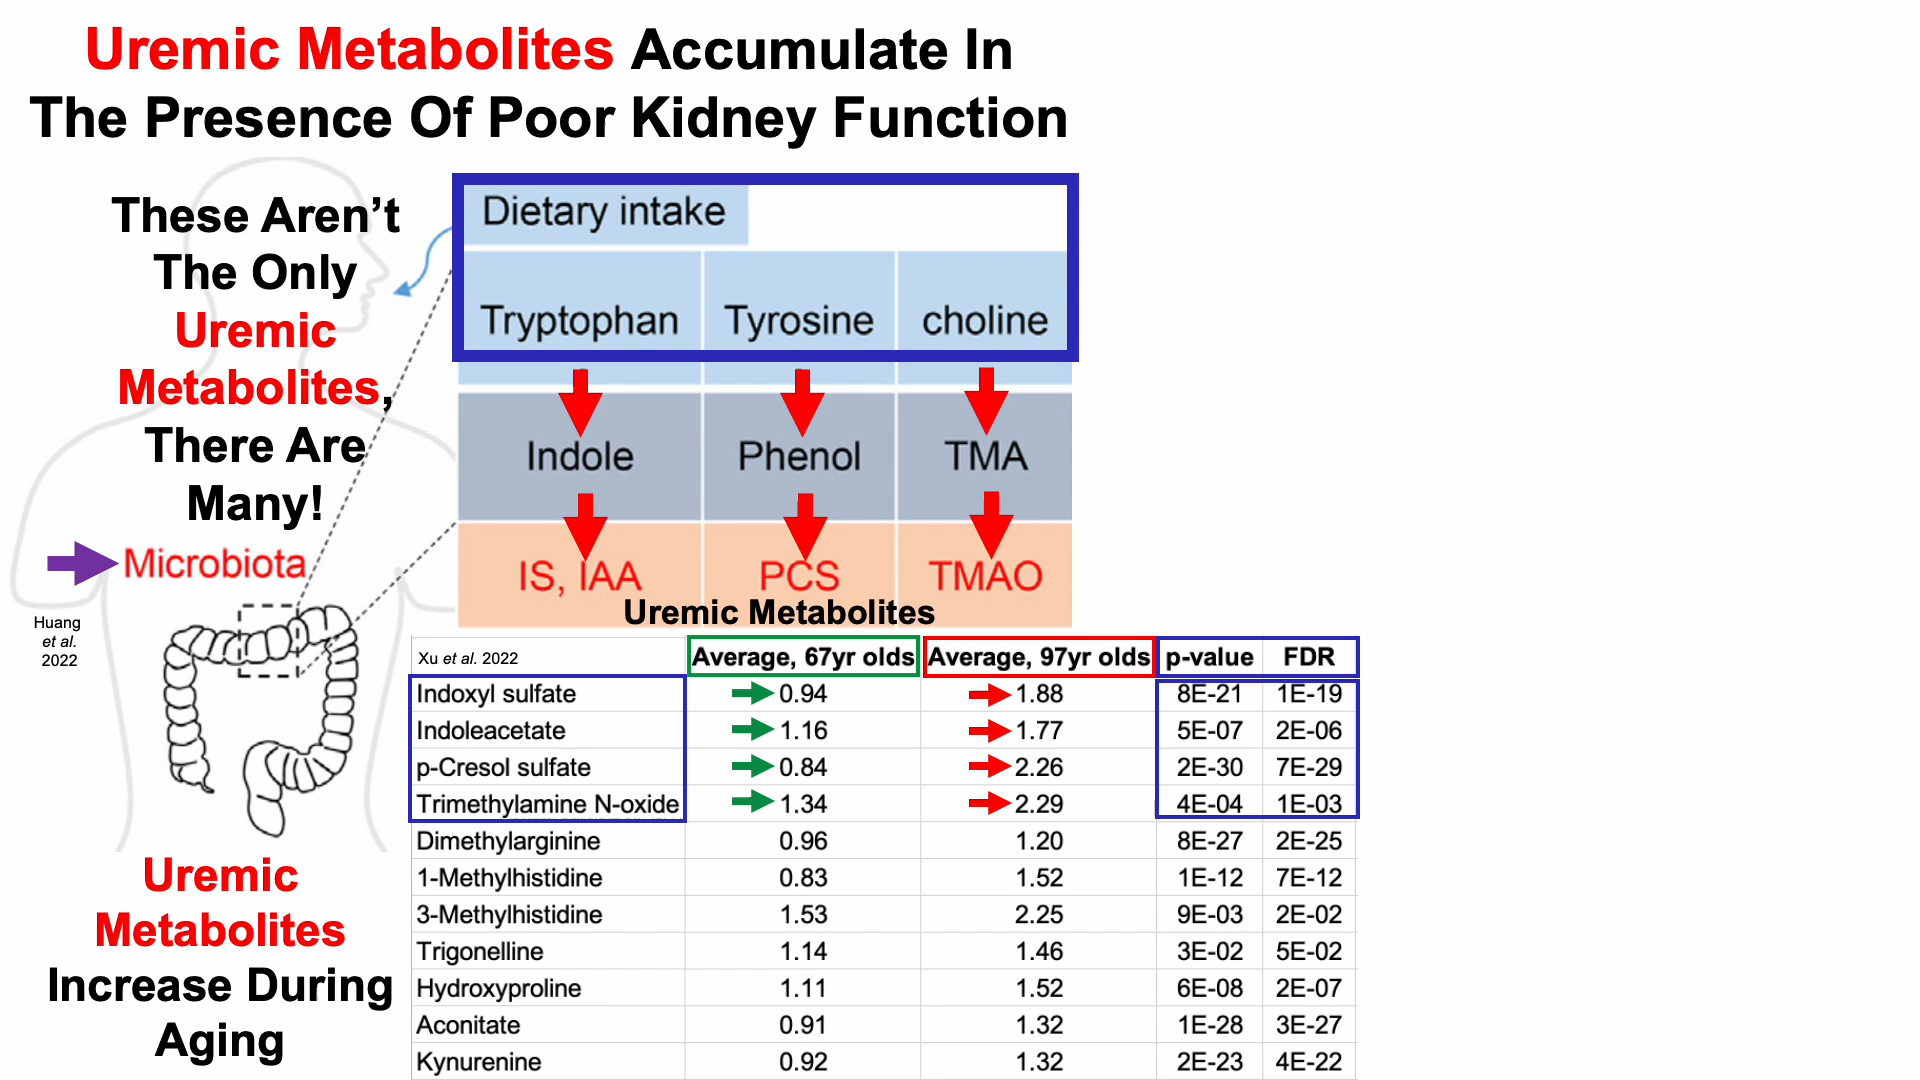 Uremic Metabolites Accumulate In
The Presence Of Poor Kidney Function
These Aren’t
The Only
Uremic
Metabolites,
There Are
Many!
Microbiota
Huang
et al.
2022
Dietary intake
Tryptophan Tyrosine choline
Indole Phenol TMA
IS, IAA PCS TMAO
Uremic Metabolites
Xu et al. 2022 Average, 67yr olds Average, 97yr olds p-value FDR
Indoxyl sulfate 0.94 1.88 8E-21 1E-19
Indoleacetate 1.16 1.77 5E-07 2E-06
p-Cresol sulfate 0.84 2.26 2E-30 7E-29
Trimethylamine N-oxide 1.34 2.29 4E-04 1E-03
Dimethylarginine 0.96 1.20 8E-27 2E-25
1-Methylhistidine 0.83 1.52 1E-12 7E-12
3-Methylhistidine 1.53 2.25 9E-03 2E-02
Trigonelline 1.14 1.46 3E-02 5E-02
Hydroxyproline 1.11 1.52 6E-08 2E-07
Aconitate 0.91 1.32 1E-28 3E-27
Kynurenine 0.92 1.32 2E-23 4E-22
Uremic
Metabolites
Increase During
Aging